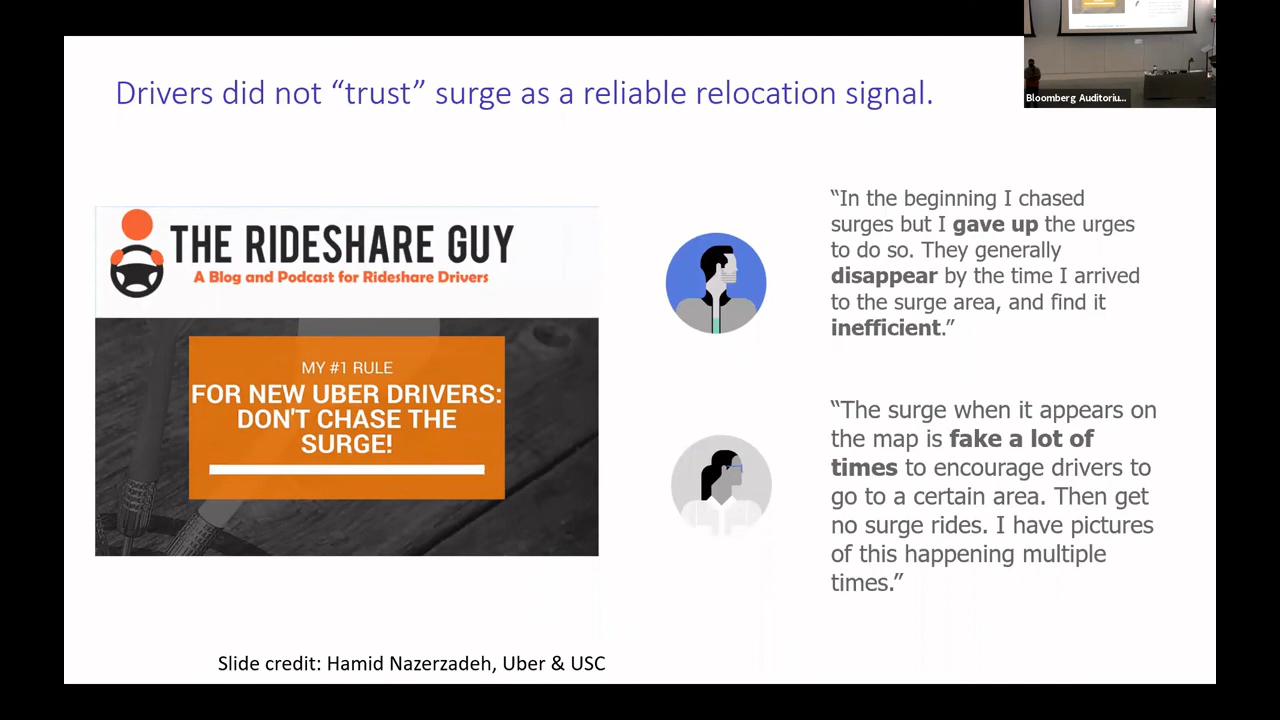 Drivers did not “trust” surge as a reliable relocation signal.
Bloomberg Auditoriu...
THE RIDESHARE GUY
A Blog and Podcast for Rideshare Drivers
MY #1 RULE
FOR NEW UBER DRIVERS:
DON'T CHASE THE
SURGE!
“In the beginning I chased
surges but I gave up the urges
to do so. They generally
disappear by the time I arrived
to the surge area, and find it
inefficient.”
“The surge when it appears on
the map is fake a lot of
times to encourage drivers to
go to a certain area. Then get
no surge rides. I have pictures
of this happening multiple
times.”
Slide credit: Hamid Nazerzadeh, Uber & USC